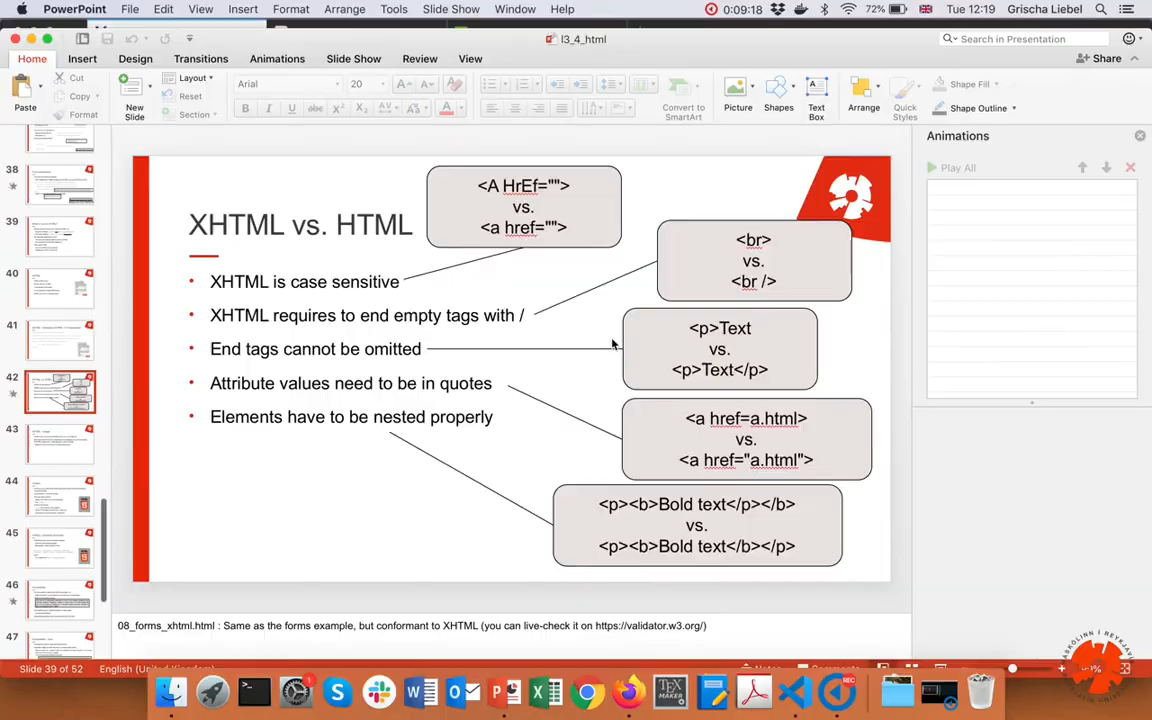 PowerPoint File Edit View Insert Format Arrange Tools Slide Show Window Help 0:09:18 72% Tue 12:19 Grischa Liebel
l3_4_html
Search in Presentation
Home Insert Design Transitions Animations Slide Show Review View
Share
Paste
Cut
Copy
Format
New Slide
Layout
Reset
Section
Arial 20
Convert to SmartArt
Picture
Shapes
Text Box
Arrange
Quick Styles
Shape Fill
Shape Outline
Animations
Play All
38
39
40
41
42
43
44
45
46
47
XHTML vs. HTML
<A HrEf="">
vs.
<a href="">
<br>
vs.
<br />
• XHTML is case sensitive
• XHTML requires to end empty tags with /
• End tags cannot be omitted
• Attribute values need to be in quotes
• Elements have to be nested properly
<p>Text
vs.
<p>Text</p>
<a href=a.html>
vs.
<a href="a.html">
<p><b>Bold text</p></b>
vs.
<p><b>Bold text</b></p>
08_forms_xhtml.html : Same as the forms example, but conformant to XHTML (you can live-check it on https://validator.w3.org/)
Slide 39 of 52 English (United Kingdom)
Notes Comments